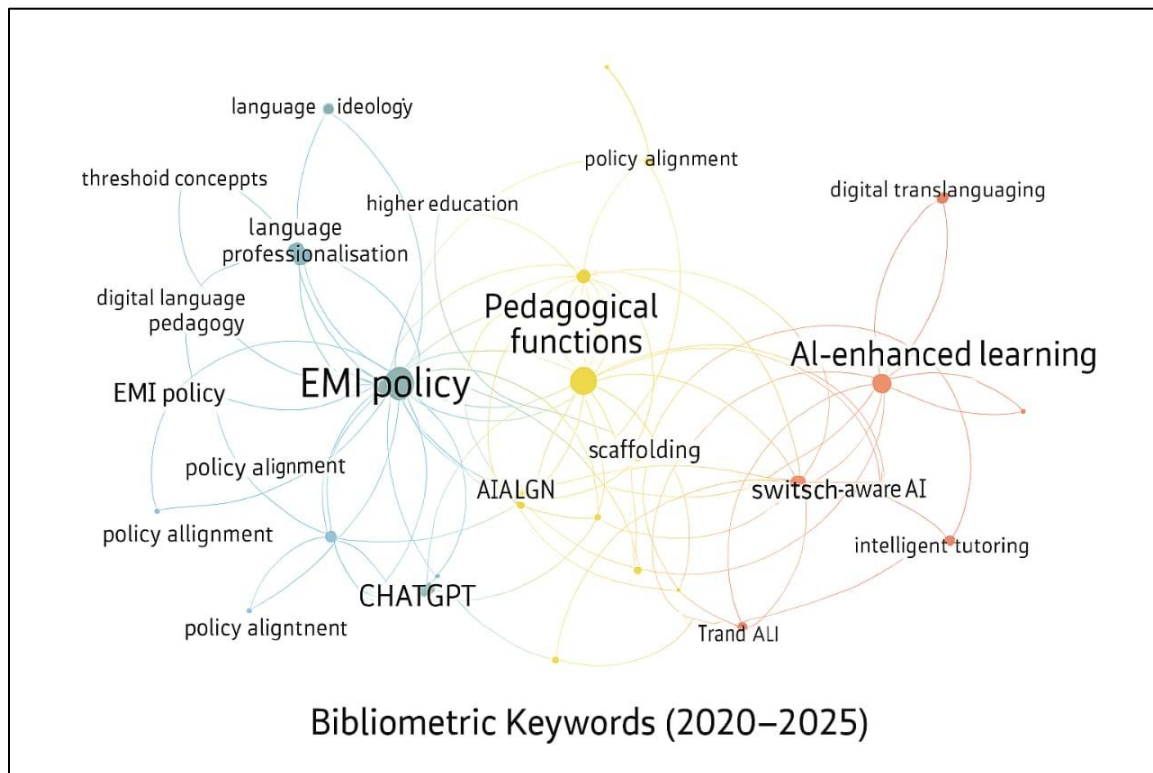 language ideology
policy alignment
threshoid conceppts
digital translanguaging
higher education
language
professionalisation
digital language
pedagogy
Pedagogical
functions
AI-enhanced learning
EMI policy
EMI policy
scaffolding
policy alignment
AIALGN
switsch-aware AI
policy allignment
intelligent tutoring
CHATGPT
policy aligntnent
Trand ALI
Bibliometric Keywords (2020–2025)